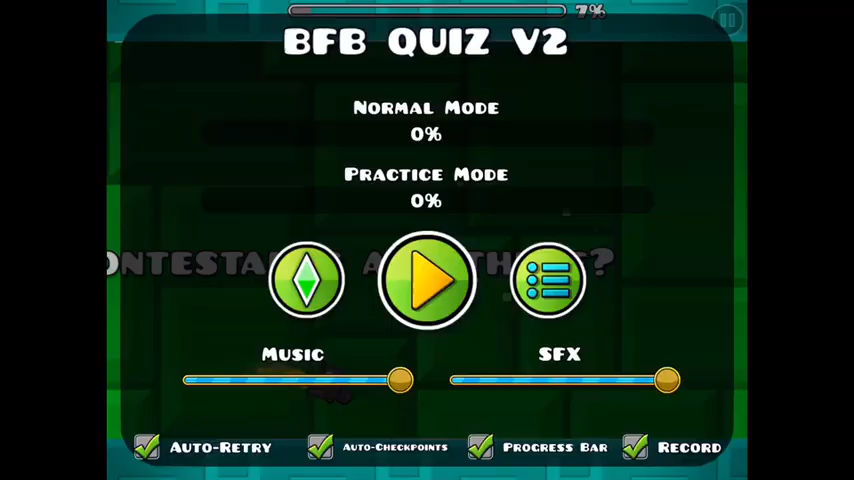 7%
BFB QUIZ V2
NORMAL MODE
0%
PRACTICE MODE
0%
MUSIC
SFX
AUTO-RETRY
AUTO-CHECKPOINTS
PROGRESS BAR
RECORD